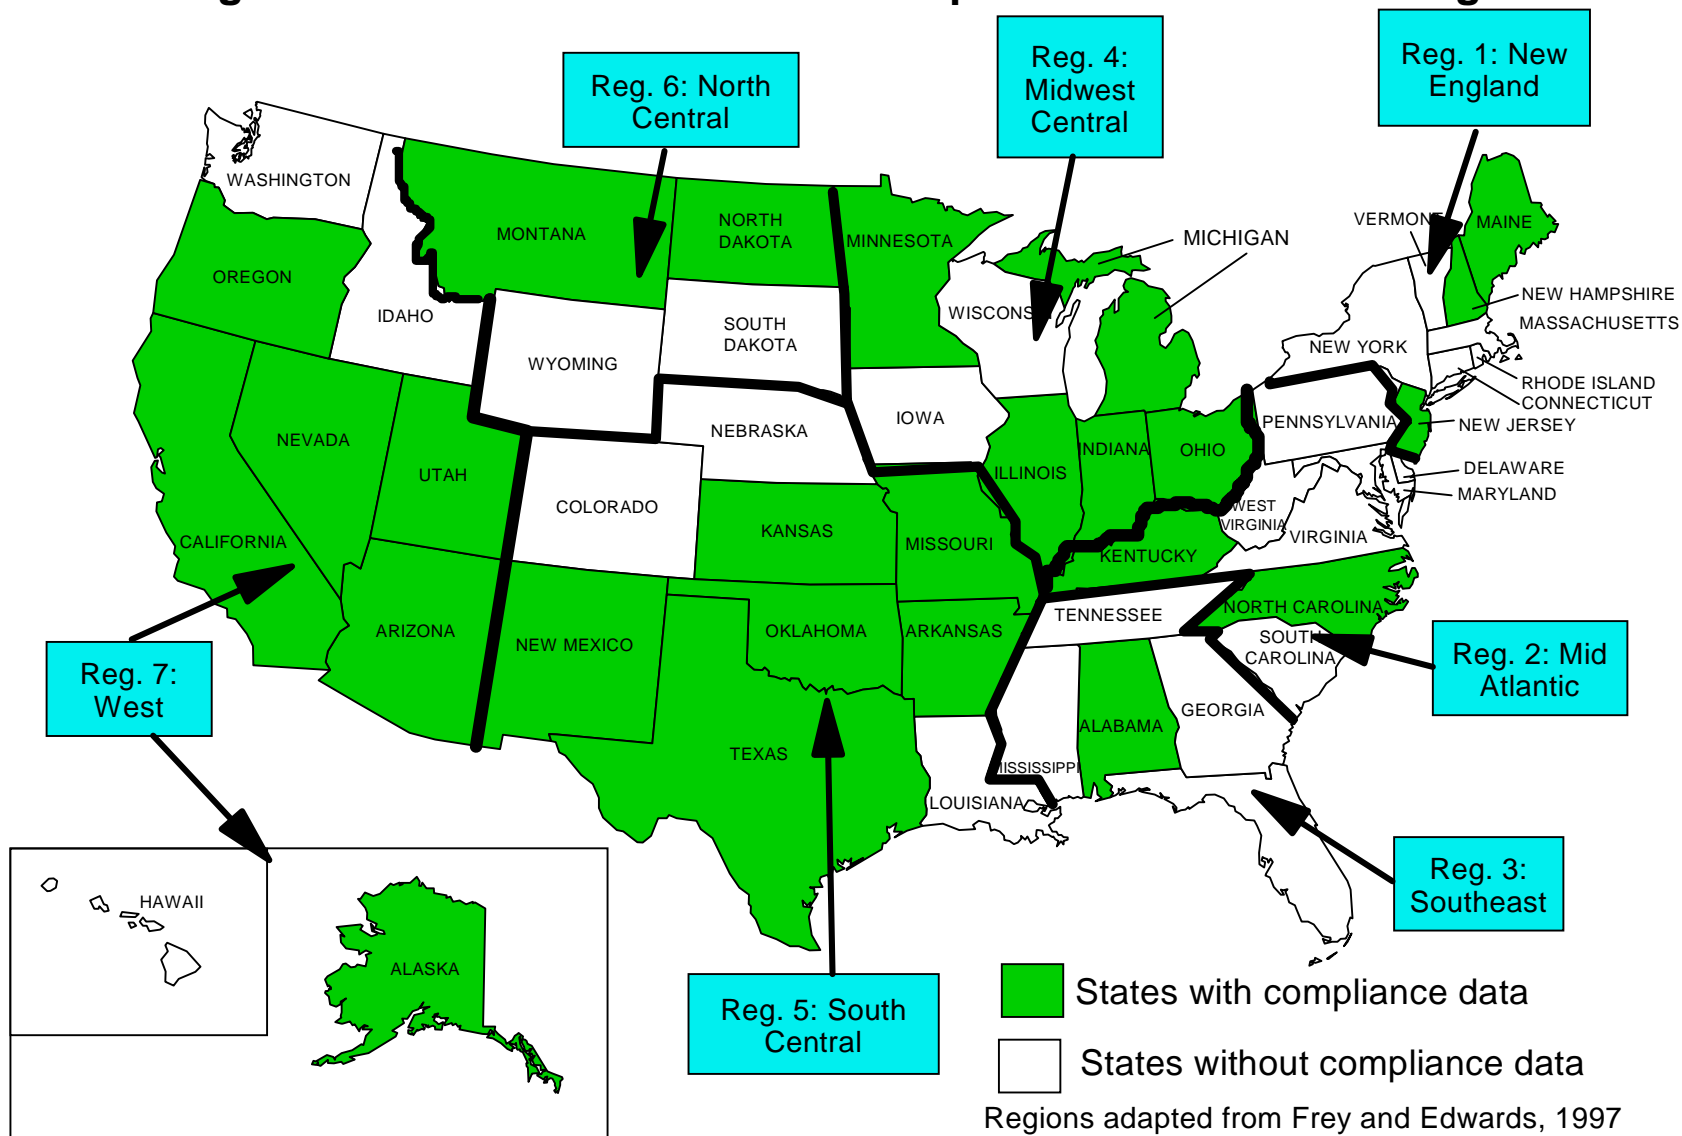 Reg. 6: North
Central
Reg. 4:
Midwest
Central
Reg. 1: New
England
WASHINGTON
MONTANA
NORTH
DAKOTA
MINNESOTA
MICHIGAN
VERMONT
MAINE
OREGON
IDAHO
WYOMING
SOUTH
DAKOTA
WISCONSIN
NEW YORK
NEW HAMPSHIRE
MASSACHUSETTS
RHODE ISLAND
CONNECTICUT
NEW JERSEY
NEVADA
UTAH
NEBRASKA
IOWA
ILLINOIS
INDIANA
OHIO
PENNSYLVANIA
DELAWARE
MARYLAND
CALIFORNIA
COLORADO
KANSAS
MISSOURI
KENTUCKY
WEST
VIRGINIA
VIRGINIA
ARIZONA
NEW MEXICO
OKLAHOMA
ARKANSAS
TENNESSEE
NORTH CAROLINA
SOUTH
CAROLINA
Reg. 7:
West
Reg. 2: Mid
Atlantic
TEXAS
LOUISIANA
MISSISSIPPI
ALABAMA
GEORGIA
Reg. 3:
Southeast
HAWAII
ALASKA
Reg. 5: South
Central
States with compliance data
States without compliance data
Regions adapted from Frey and Edwards, 1997